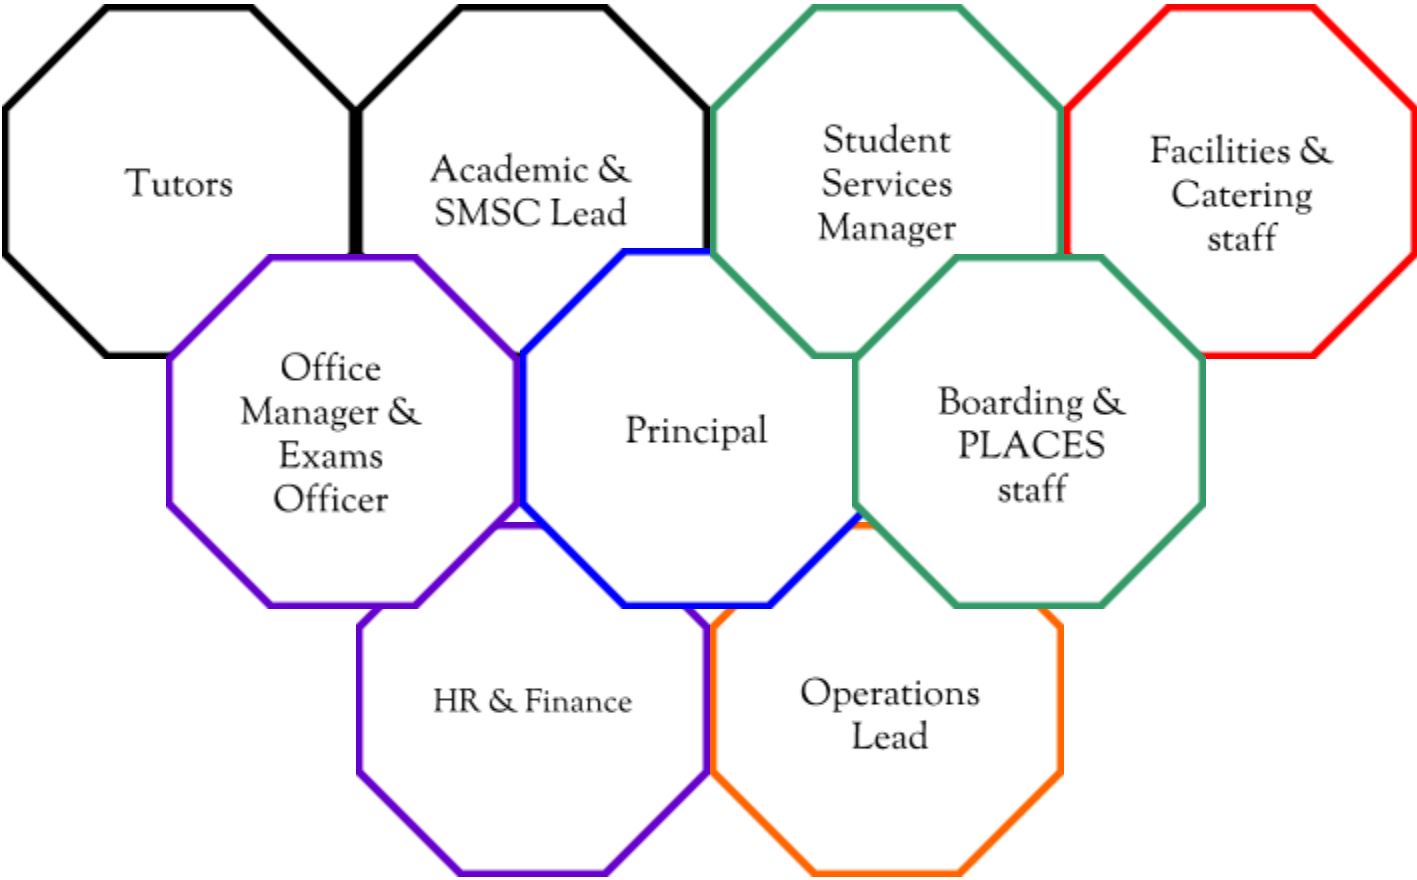 Tutors
Academic &
SMSC Lead
Student
Services
Manager
Facilities &
Catering
staff
Office
Manager &
Exams
Officer
Principal
Boarding &
PLACES
staff
HR & Finance
Operations
Lead